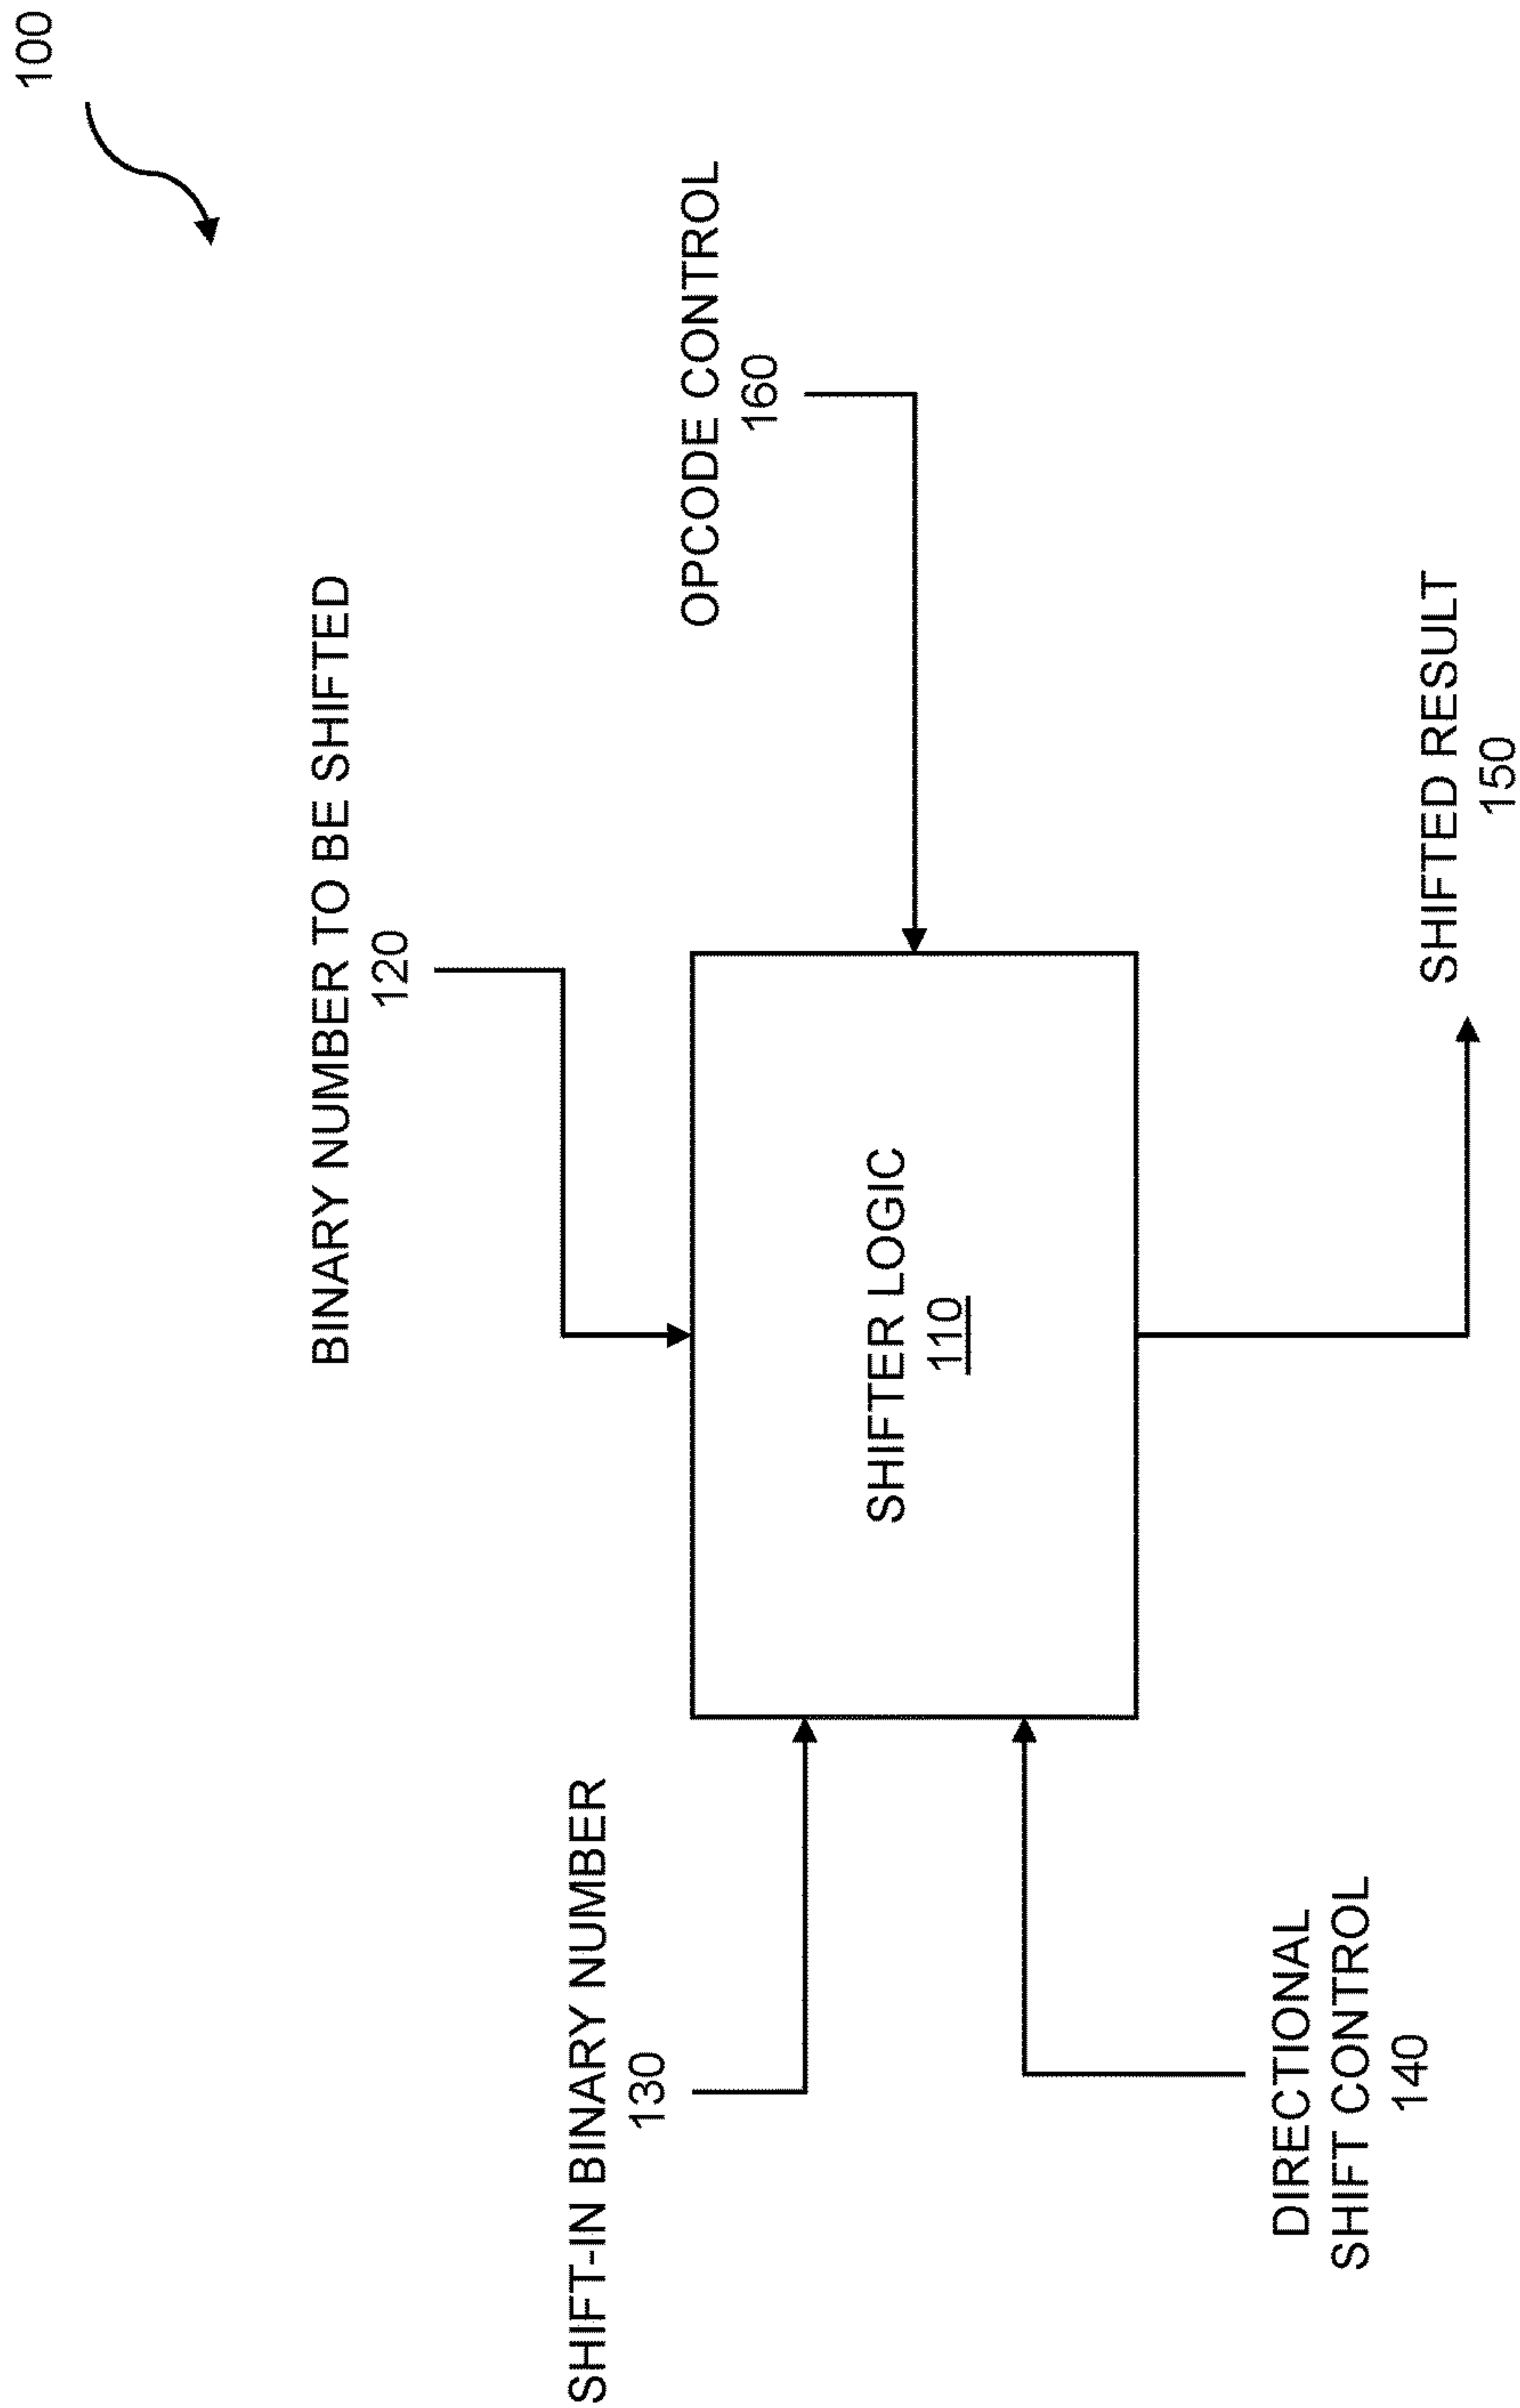 100
BINARY NUMBER TO BE SHIFTED
120
SHIFT-IN BINARY NUMBER
130
OPCODE CONTROL
160
SHIFTER LOGIC
110
DIRECTIONAL
SHIFT CONTROL
140
SHIFTED RESULT
150